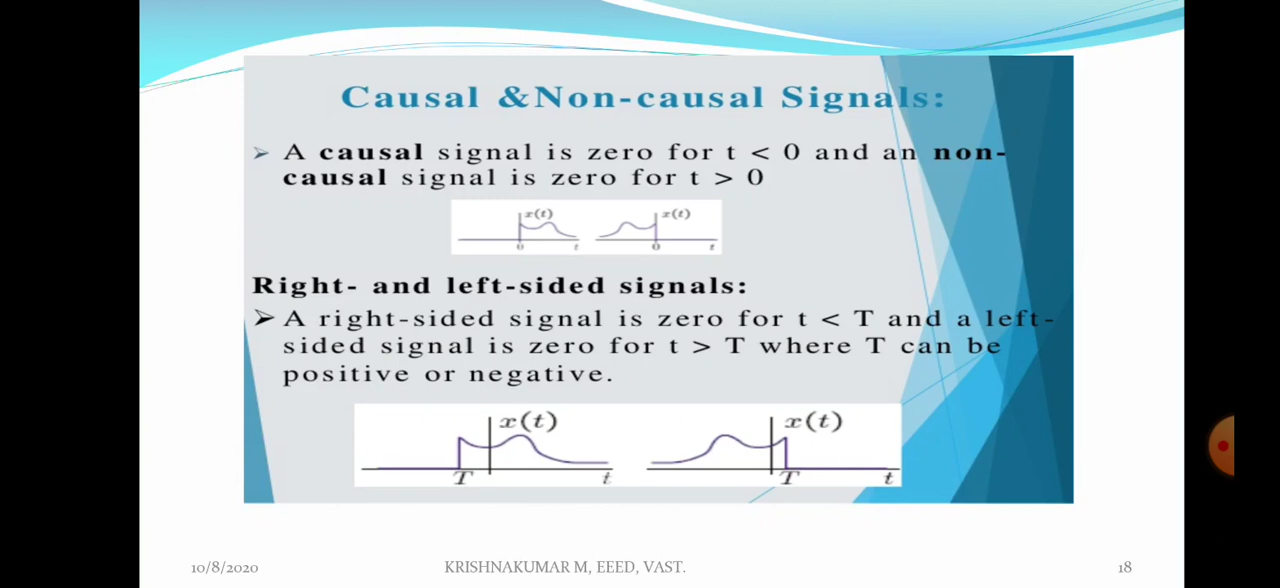 Causal &Non-causal Signals:
➢ A causal signal is zero for t < 0 and an non-
causal signal is zero for t > 0
x(t) x(t)
0 t 0 t
Right- and left-sided signals:
➢ A right-sided signal is zero for t < T and a left-
sided signal is zero for t > T where T can be
positive or negative.
x(t) x(t)
T t T t
10/8/2020 KRISHNAKUMAR M, EEED, VAST. 18